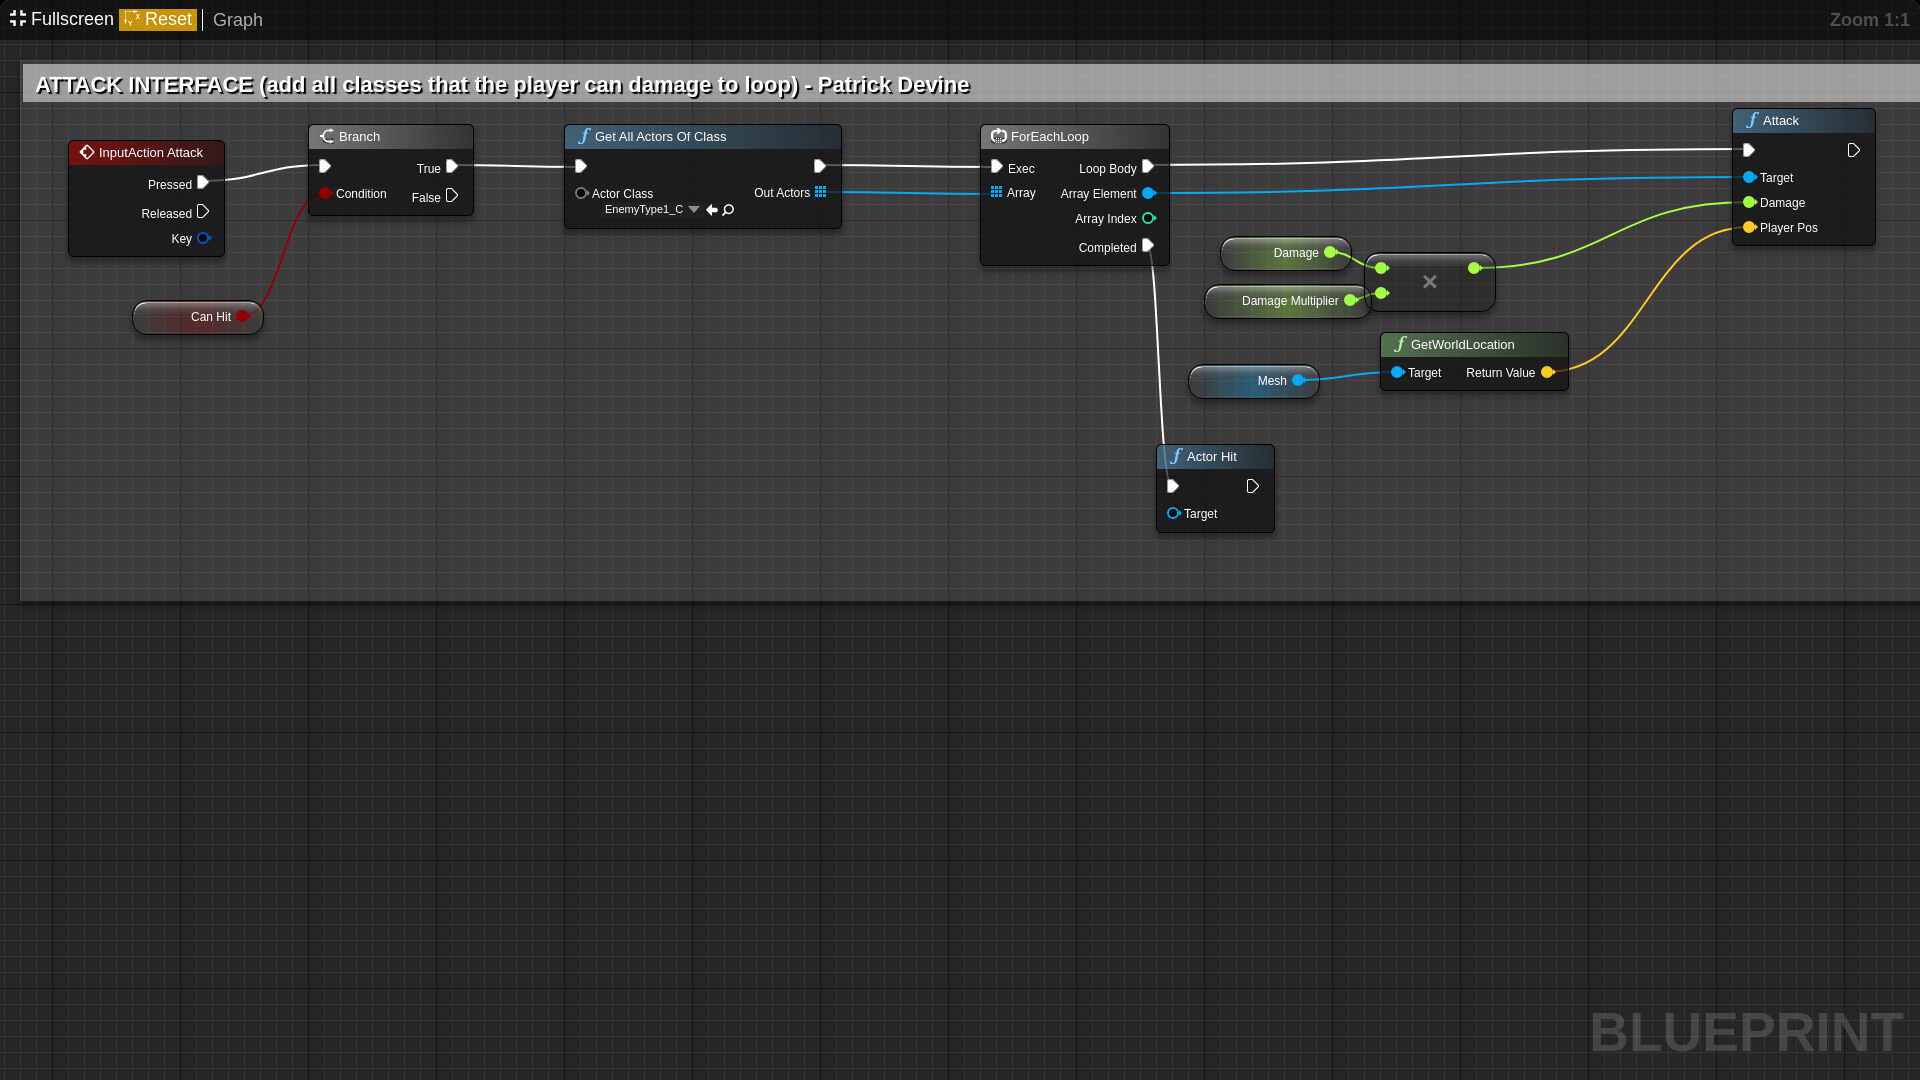 Fullscreen Reset Graph Zoom 1:1
ATTACK INTERFACE (add all classes that the player can damage to loop) - Patrick Devine
InputAction Attack
Pressed
Released
Key
Can Hit
Branch
True
Condition
False
Get All Actors Of Class
Actor Class Out Actors
EnemyType1_C
ForEachLoop
Exec Loop Body
Array Array Element
Array Index
Completed
Damage
Damage Multiplier
Mesh
GetWorldLocation
Target Return Value
Actor Hit
Target
Attack
Target
Damage
Player Pos
BLUEPRINT